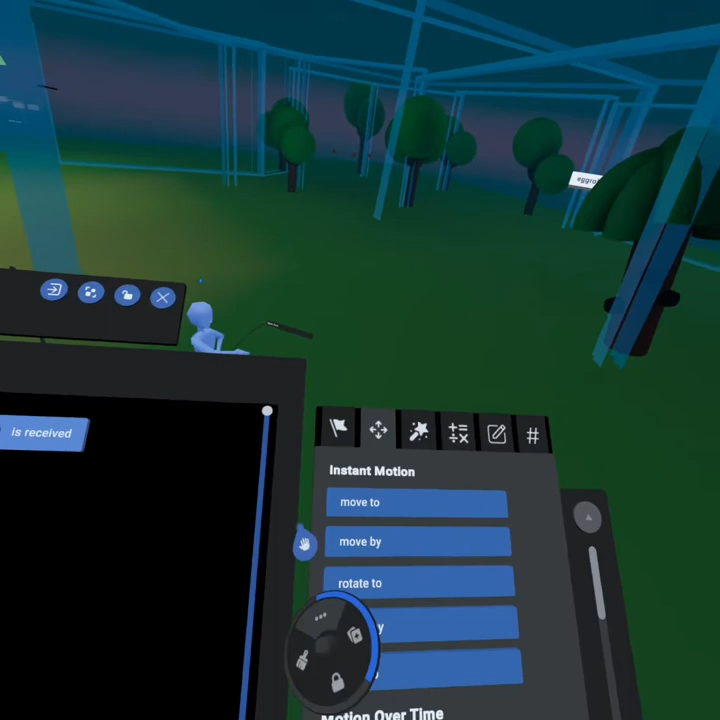 is received
Instant Motion
move to
move by
rotate to
y
Motion Over Time
#